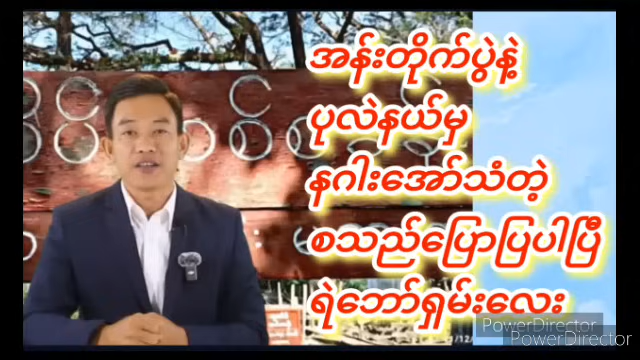 အန်းတိုက်ပွဲနဲ့
ပုလဲနယ်မှ
နဂါးအော်သံတဲ့
စသည်ပြောပြပါပြီ
ရဲဘော်ရှမ်းလေး
PowerDirector
PowerDirector